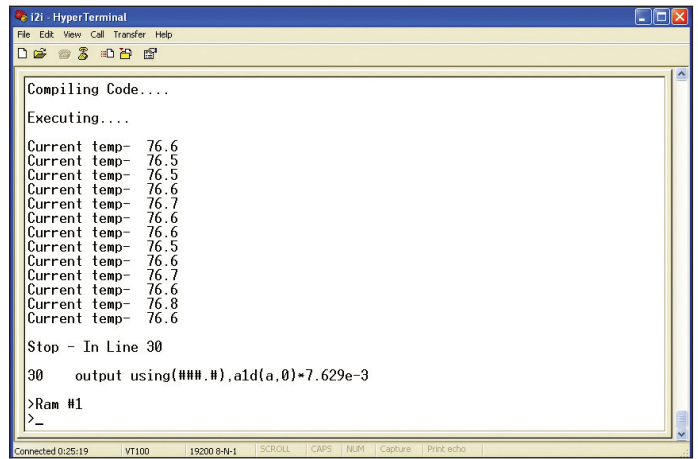 i2i - HyperTerminal
File Edit View Call Transfer Help
Compiling Code....
Executing....
Current temp- 76.6
Current temp- 76.5
Current temp- 76.5
Current temp- 76.6
Current temp- 76.7
Current temp- 76.6
Current temp- 76.6
Current temp- 76.5
Current temp- 76.6
Current temp- 76.7
Current temp- 76.6
Current temp- 76.8
Current temp- 76.6
Stop - In Line 30
30 output using(###.#),a1d(a,0)*7.629e-3
>Ram #1
>_
Connected 0:25:19 VT100 19200 8-N-1 SCROLL CAPS NUM Capture Print echo